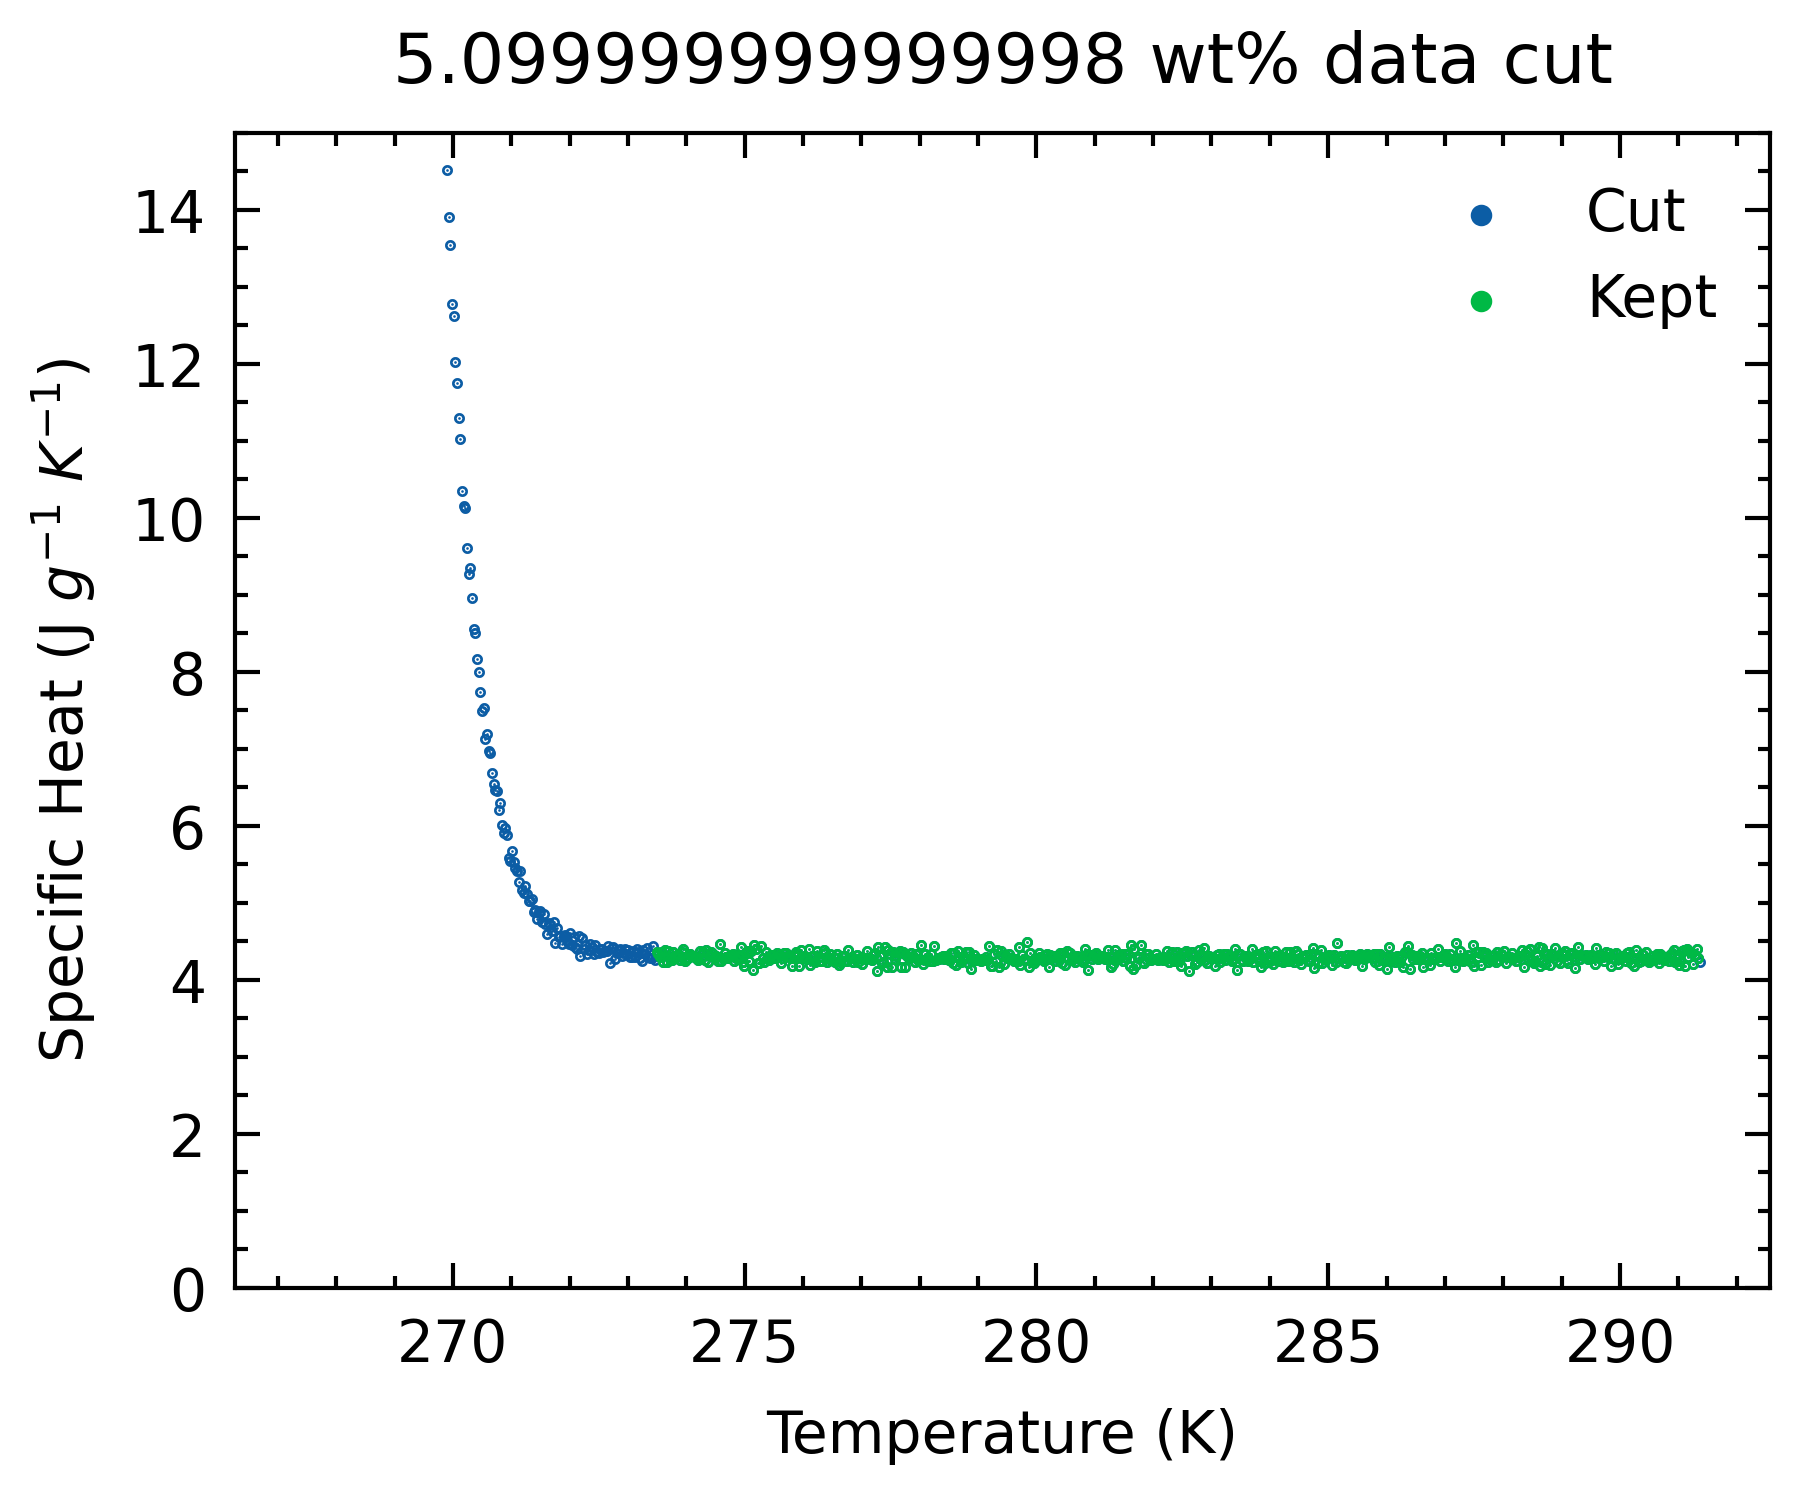 5.099999999999998 wt% data cut
Cut
Kept
Specific Heat (J g⁻¹ K⁻¹)
14
12
10
8
6
4
2
0
270 275 280 285 290
Temperature (K)